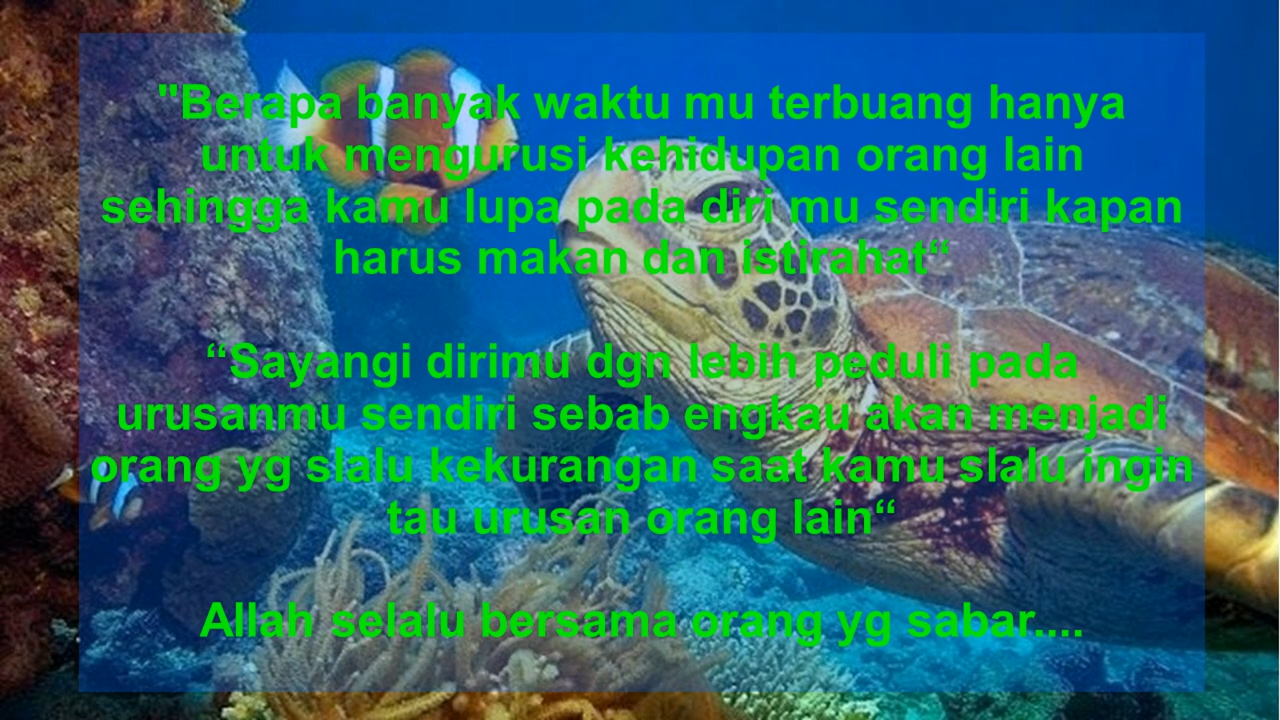 "Berapa banyak waktu mu terbuang hanya
untuk mengurusi kehidupan orang lain
sehingga kamu lupa pada diri mu sendiri kapan
harus makan dan istirahat“
“Sayangi dirimu dgn lebih peduli pada
urusanmu sendiri sebab engkau akan menjadi
orang yg slalu kekurangan saat kamu slalu ingin
tau urusan orang lain“
Allah selalu bersama orang yg sabar....